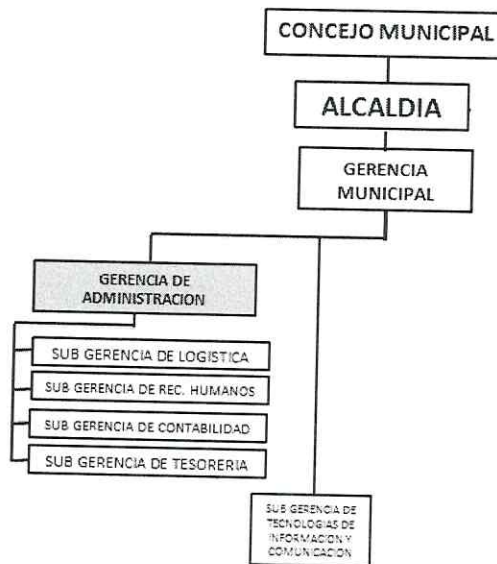 CONCEJO MUNICIPAL
ALCALDIA
GERENCIA
MUNICIPAL
GERENCIA DE
ADMINISTRACION
SUB GERENCIA DE LOGISTICA
SUB GERENCIA DE REC. HUMANOS
SUB GERENCIA DE CONTABILIDAD
SUB GERENCIA DE TESORERIA
SUB GERENCIA DE
TECNOLOGIAS DE
INFORMACION Y
COMUNICACION